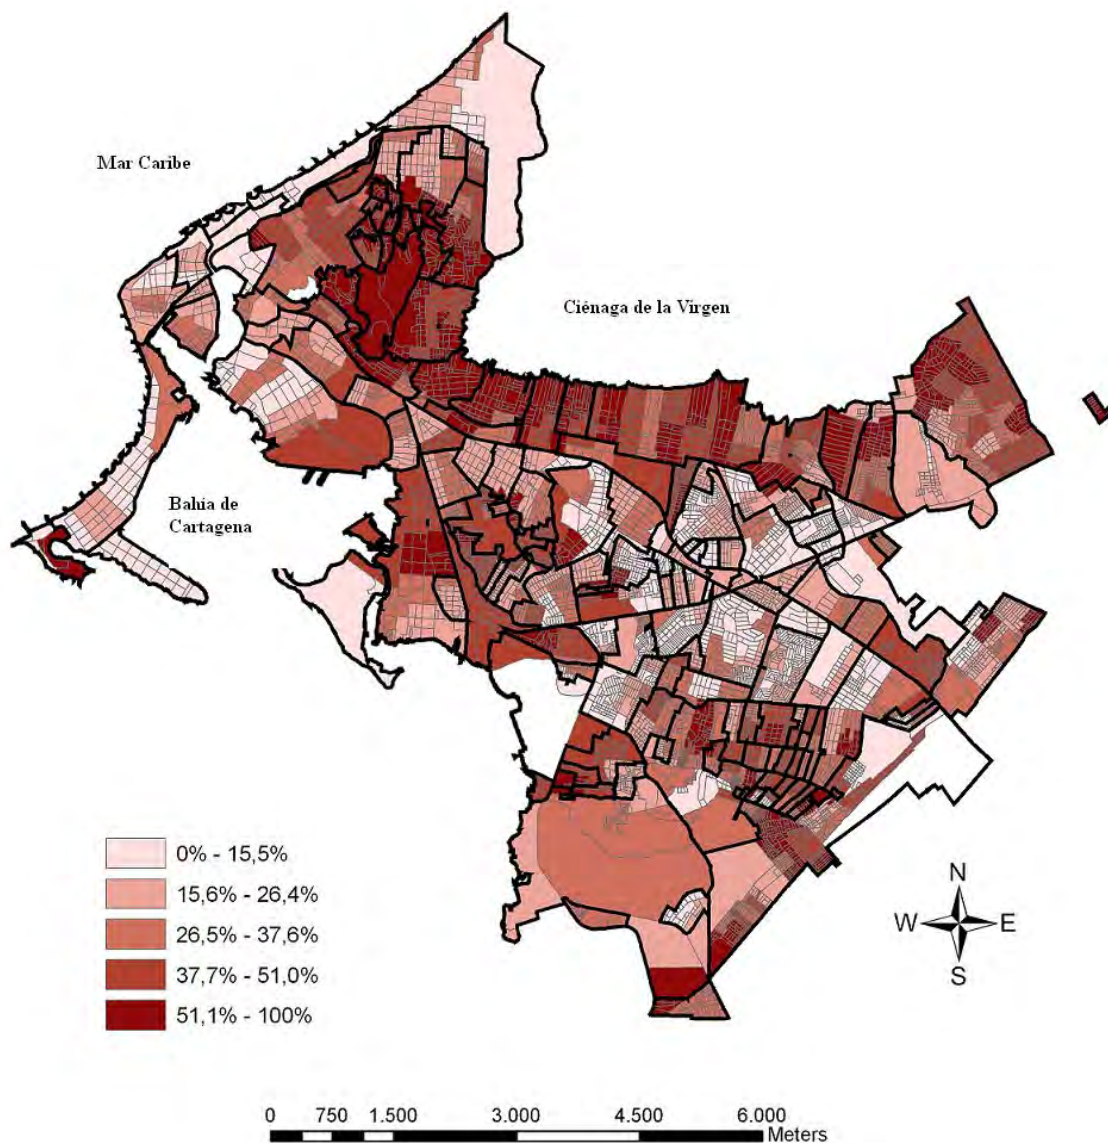 Mar Caribe
Ciénaga de la Virgen
Bahía de
Cartagena
0% - 15,5%
15,6% - 26,4%
26,5% - 37,6%
37,7% - 51,0%
51,1% - 100%
N
W E
S
0 750 1.500 3.000 4.500 6.000
Meters